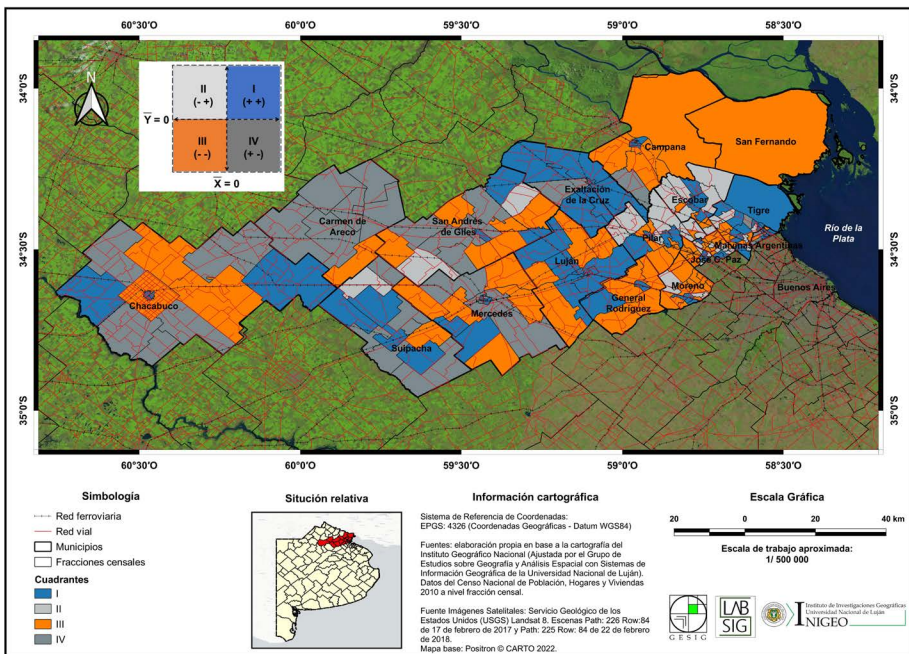 60°30'O 60°00'O 59°30'O 59°00'O 58°30'O
34°0'S
34°30'S
35°0'S
34°0'S
34°30'S
35°0'S
N
II
(- +)
I
(+ +)
III
(- -)
IV
(+ -)
Y = 0
X = 0
Campana
San Fernando
Exaltación
de la Cruz
Escobar
Tigre
Carmen de
Areco
San Andrés
de Giles
Río de la
Plata
Pilar
Malvinas Argentinas
José C. Paz
Luján
Moreno
Buenos Aires
General
Rodríguez
Chacabuco
Mercedes
Suipacha
60°30'O 60°00'O 59°30'O 59°00'O 58°30'O
Simbología
Red ferroviaria
Red vial
Municipios
Fracciones censales
Cuadrantes
I
II
III
IV
Situción relativa
Información cartográfica
Sistema de Referencia de Coordenadas:
EPGS: 4326 (Coordenadas Geográficas - Datum WGS84)
Fuentes: elaboración propia en base a la cartografía del
Instituto Geográfico Nacional (Ajustada por el Grupo de
Estudios sobre Geografía y Análisis Espacial con Sistemas de
Información Geográfica de la Universidad Nacional de Luján).
Datos del Censo Nacional de Población, Hogares y Viviendas
2010 a nivel fracción censal.
Fuente Imágenes Satelitales: Servicio Geológico de los
Estados Unidos (USGS) Landsat 8. Escenas Path: 226 Row:84
de 17 de febrero de 2017 y Path: 225 Row: 84 de 22 de febrero
de 2018.
Mapa base: Positron © CARTO 2022.
Escala Gráfica
20 0 20 40 km
Escala de trabajo aproximada:
1/ 500 000
GESIG
LAB
SIG
Instituto de Investigaciones Geográficas
Universidad Nacional de Luján
INIGEO